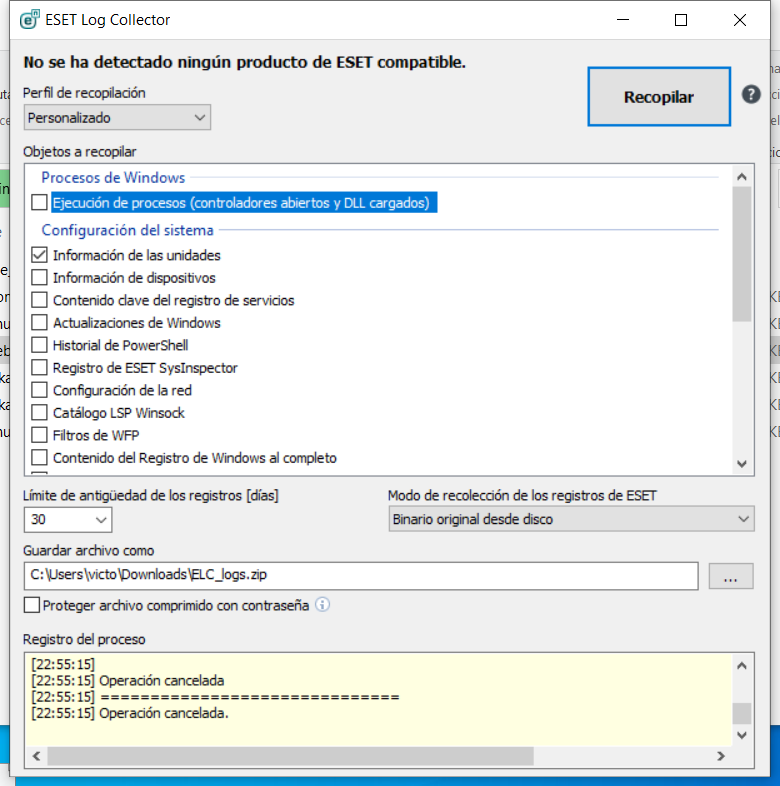 ESET Log Collector
No se ha detectado ningún producto de ESET compatible.
Perfil de recopilación
Personalizado
Recopilar
Objetos a recopilar
Procesos de Windows
Ejecución de procesos (controladores abiertos y DLL cargados)
Configuración del sistema
Información de las unidades
Información de dispositivos
Contenido clave del registro de servicios
Actualizaciones de Windows
Historial de PowerShell
Registro de ESET SysInspector
Configuración de la red
Catálogo LSP Winsock
Filtros de WFP
Contenido del Registro de Windows al completo
Límite de antigüedad de los registros [días]
30
Modo de recolección de los registros de ESET
Binario original desde disco
Guardar archivo como
C:\Users\victo\Downloads\ELC_logs.zip
...
Proteger archivo comprimido con contraseña
Registro del proceso
[22:55:15]
[22:55:15] Operación cancelada
[22:55:15] ==============================
[22:55:15] Operación cancelada.